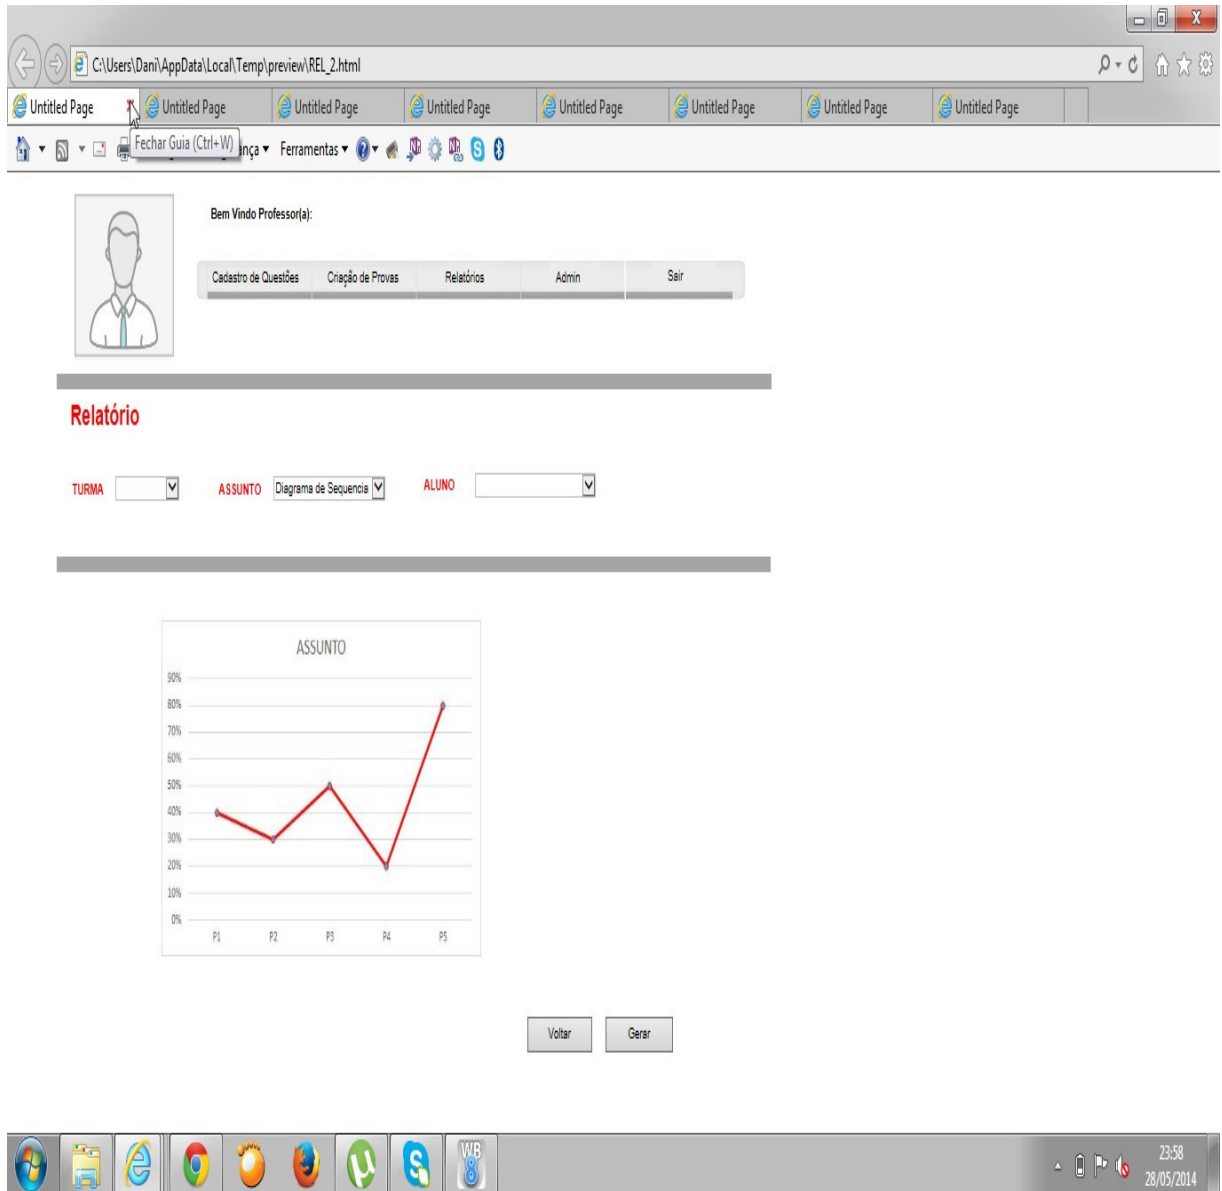 X
C:\Users\Dani\AppData\Local\Temp\preview\REL_2.html
Untitled Page Untitled Page Untitled Page Untitled Page Untitled Page Untitled Page Untitled Page Untitled Page
Fechar Guia (Ctrl+W)
ança Ferramentas
Bem Vindo Professor(a):
Cadastro de Questões Criação de Provas Relatórios Admin Sair
Relatório
TURMA ASSUNTO Diagrama de Sequencia ALUNO
ASSUNTO
90%
80%
70%
60%
50%
40%
30%
20%
10%
0%
P1 P2 P3 P4 P5
Voltar Gerar
WB
8
23:58
28/05/2014